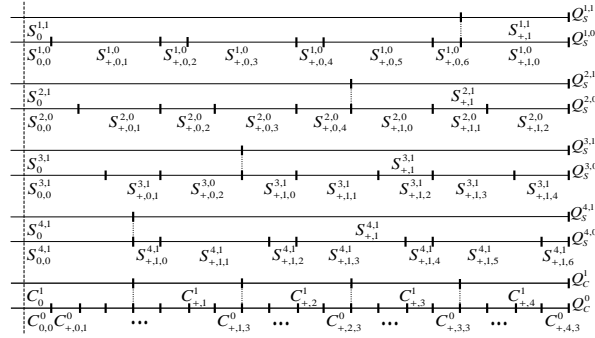 S_0^{1,1} S_{+,1}^{1,1} Q_S^{1,1}
S_{0,0}^{1,0} S_{+,0,1}^{1,0} S_{+,0,2}^{1,0} S_{+,0,3}^{1,0} S_{+,0,4}^{1,0} S_{+,0,5}^{1,0} S_{+,0,6}^{1,0} S_{+,1,0}^{1,0} Q_S^{1,0}
S_0^{2,1} S_{+,1}^{2,1} Q_S^{2,1}
S_{0,0}^{2,0} S_{+,0,1}^{2,0} S_{+,0,2}^{2,0} S_{+,0,3}^{2,0} S_{+,0,4}^{2,0} S_{+,1,0}^{2,0} S_{+,1,1}^{2,0} S_{+,1,2}^{2,0} Q_S^{2,0}
S_0^{3,1} S_{+,1}^{3,1} Q_S^{3,1}
S_{0,0}^{3,1} S_{+,0,1}^{3,1} S_{+,0,2}^{3,0} S_{+,1,0}^{3,1} S_{+,1,1}^{3,1} S_{+,1,2}^{3,1} S_{+,1,3}^{3,1} S_{+,1,4}^{3,1} Q_S^{3,0}
S_0^{4,1} S_{+,1}^{4,1} Q_S^{4,1}
S_{0,0}^{4,1} S_{+,1,0}^{4,1} S_{+,1,1}^{4,1} S_{+,1,2}^{4,1} S_{+,1,3}^{4,1} S_{+,1,4}^{4,1} S_{+,1,5}^{4,1} S_{+,1,6}^{4,1} Q_S^{4,0}
C_0^1 C_{+,1}^1 C_{+,2}^1 C_{+,3}^1 C_{+,4}^1 Q_C^1
C_{0,0}^0 C_{+,0,1}^0 ... C_{+,1,3}^0 ... C_{+,2,3}^0 ... C_{+,3,3}^0 ... C_{+,4,3}^0 Q_C^0